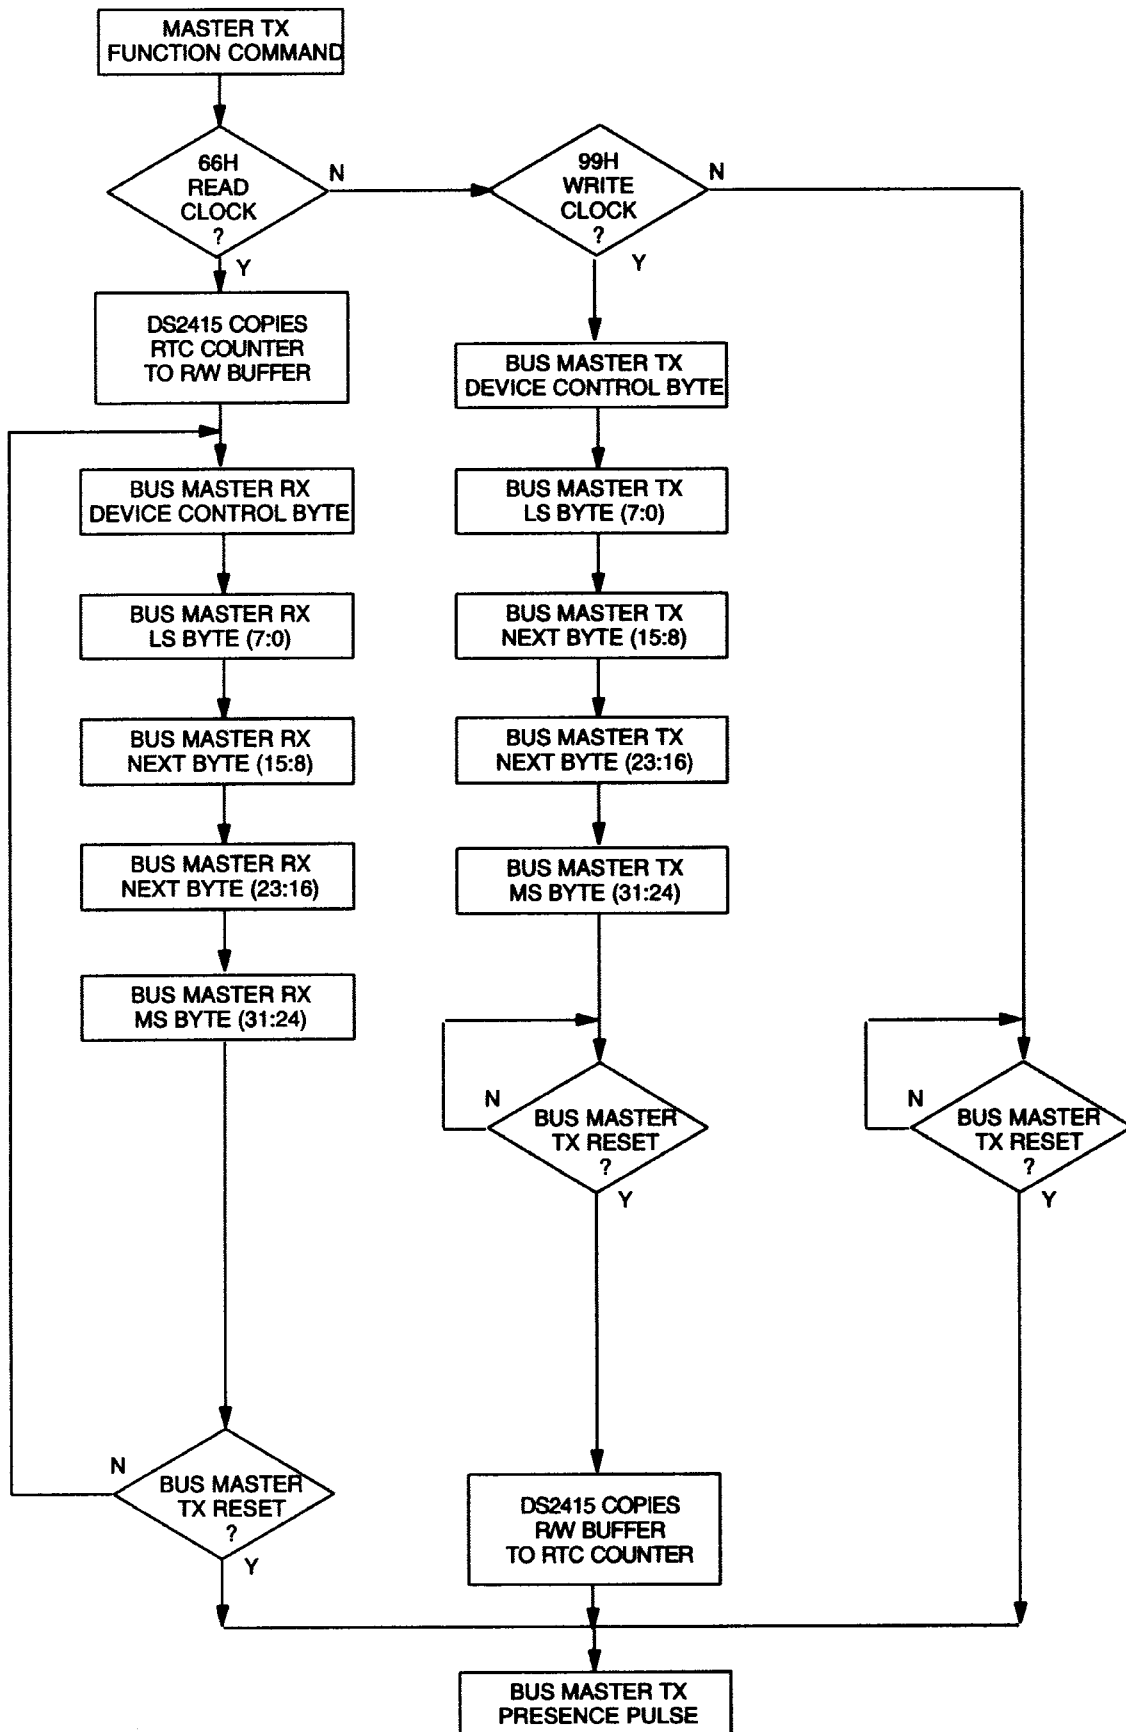 MASTER TX
FUNCTION COMMAND
66H
READ
CLOCK
?
N
Y
99H
WRITE
CLOCK
?
N
Y
DS2415 COPIES
RTC COUNTER
TO R/W BUFFER
BUS MASTER RX
DEVICE CONTROL BYTE
BUS MASTER RX
LS BYTE (7:0)
BUS MASTER RX
NEXT BYTE (15:8)
BUS MASTER RX
NEXT BYTE (23:16)
BUS MASTER RX
MS BYTE (31:24)
N
BUS MASTER
TX RESET
?
Y
BUS MASTER TX
DEVICE CONTROL BYTE
BUS MASTER TX
LS BYTE (7:0)
BUS MASTER TX
NEXT BYTE (15:8)
BUS MASTER TX
NEXT BYTE (23:16)
BUS MASTER TX
MS BYTE (31:24)
N
BUS MASTER
TX RESET
?
Y
DS2415 COPIES
R/W BUFFER
TO RTC COUNTER
N
BUS MASTER
TX RESET
?
Y
BUS MASTER TX
PRESENCE PULSE